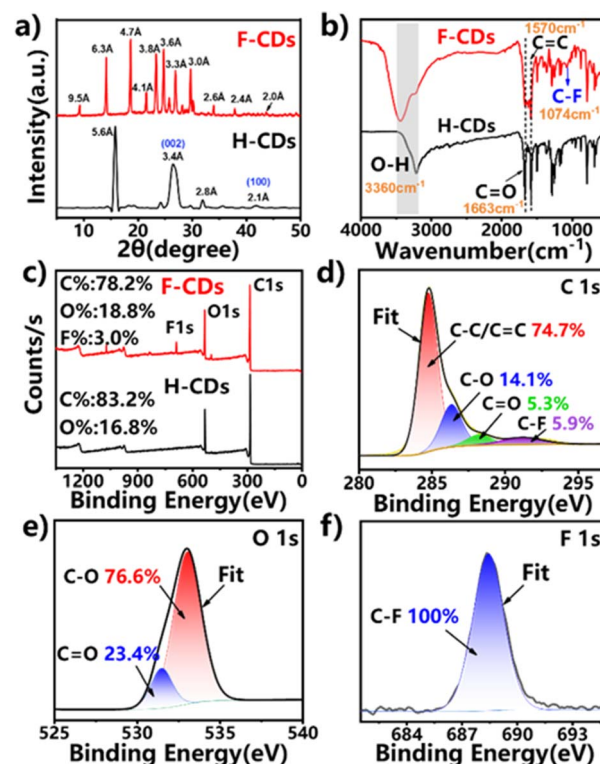 a)
Intensity(a.u.)
F-CDs
9.5A
6.3A
4.7A
4.1A
3.8A
3.6A
3.3A
3.0A
2.6A
2.4A
2.0A
H-CDs
5.6A
(002)
3.4A
2.8A
(100)
2.1A
5 10 20 30 40 50
2θ(degree)
b)
1570cm⁻¹
F-CDs
C=C
C-F
1074cm⁻¹
H-CDs
O-H
3360cm⁻¹
C=O
1663cm⁻¹
4000 3000 2000 1000
Wavenumber(cm⁻¹)
c)
Counts/s
C%:78.2%
O%:18.8%
F%:3.0%
F-CDs
F1s
O1s
C1s
H-CDs
C%:83.2%
O%:16.8%
1200 900 600 300 0
Binding Energy(eV)
d)
C 1s
Fit
C-C/C=C 74.7%
C-O 14.1%
C=O
5.3%
C-F
5.9%
280 285 290 295
Binding Energy(eV)
e)
O 1s
C-O 76.6%
Fit
C=O 23.4%
525 530 535 540
Binding Energy(eV)
f)
F 1s
Fit
C-F 100%
684 687 690 693
Binding Energy(eV)